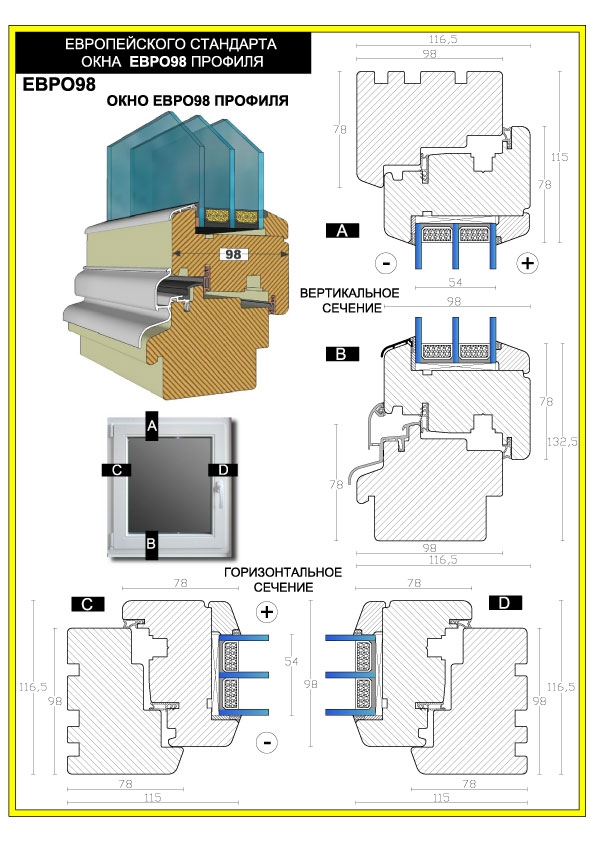 ЕВРОПЕЙСКОГО СТАНДАРТА
ОКНА ЕВРО98 ПРОФИЛЯ
ЕВРО98
ОКНО ЕВРО98 ПРОФИЛЯ
98
116,5
98
78
115
78
A
-
+
54
ВЕРТИКАЛЬНОЕ
СЕЧЕНИЕ
98
B
78
132,5
78
98
116,5
A
C
D
B
ГОРИЗОНТАЛЬНОЕ
СЕЧЕНИЕ
78
C
+
54
116,5
98
-
78
115
78
D
98
98
116,5
78
115